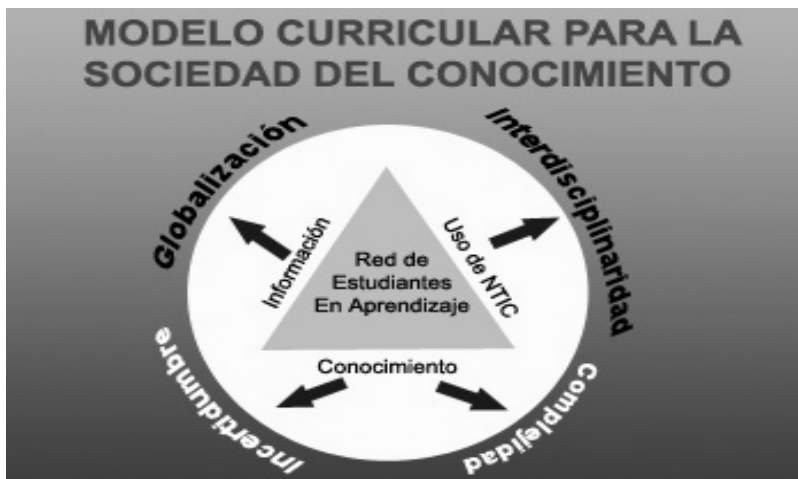 MODELO CURRICULAR PARA LA
SOCIEDAD DEL CONOCIMIENTO
Globalización
Interdisciplinaridad
Información
Uso de NTIC
Red de
Estudiantes
En Aprendizaje
Conocimiento
Incertidumbre
Complejidad